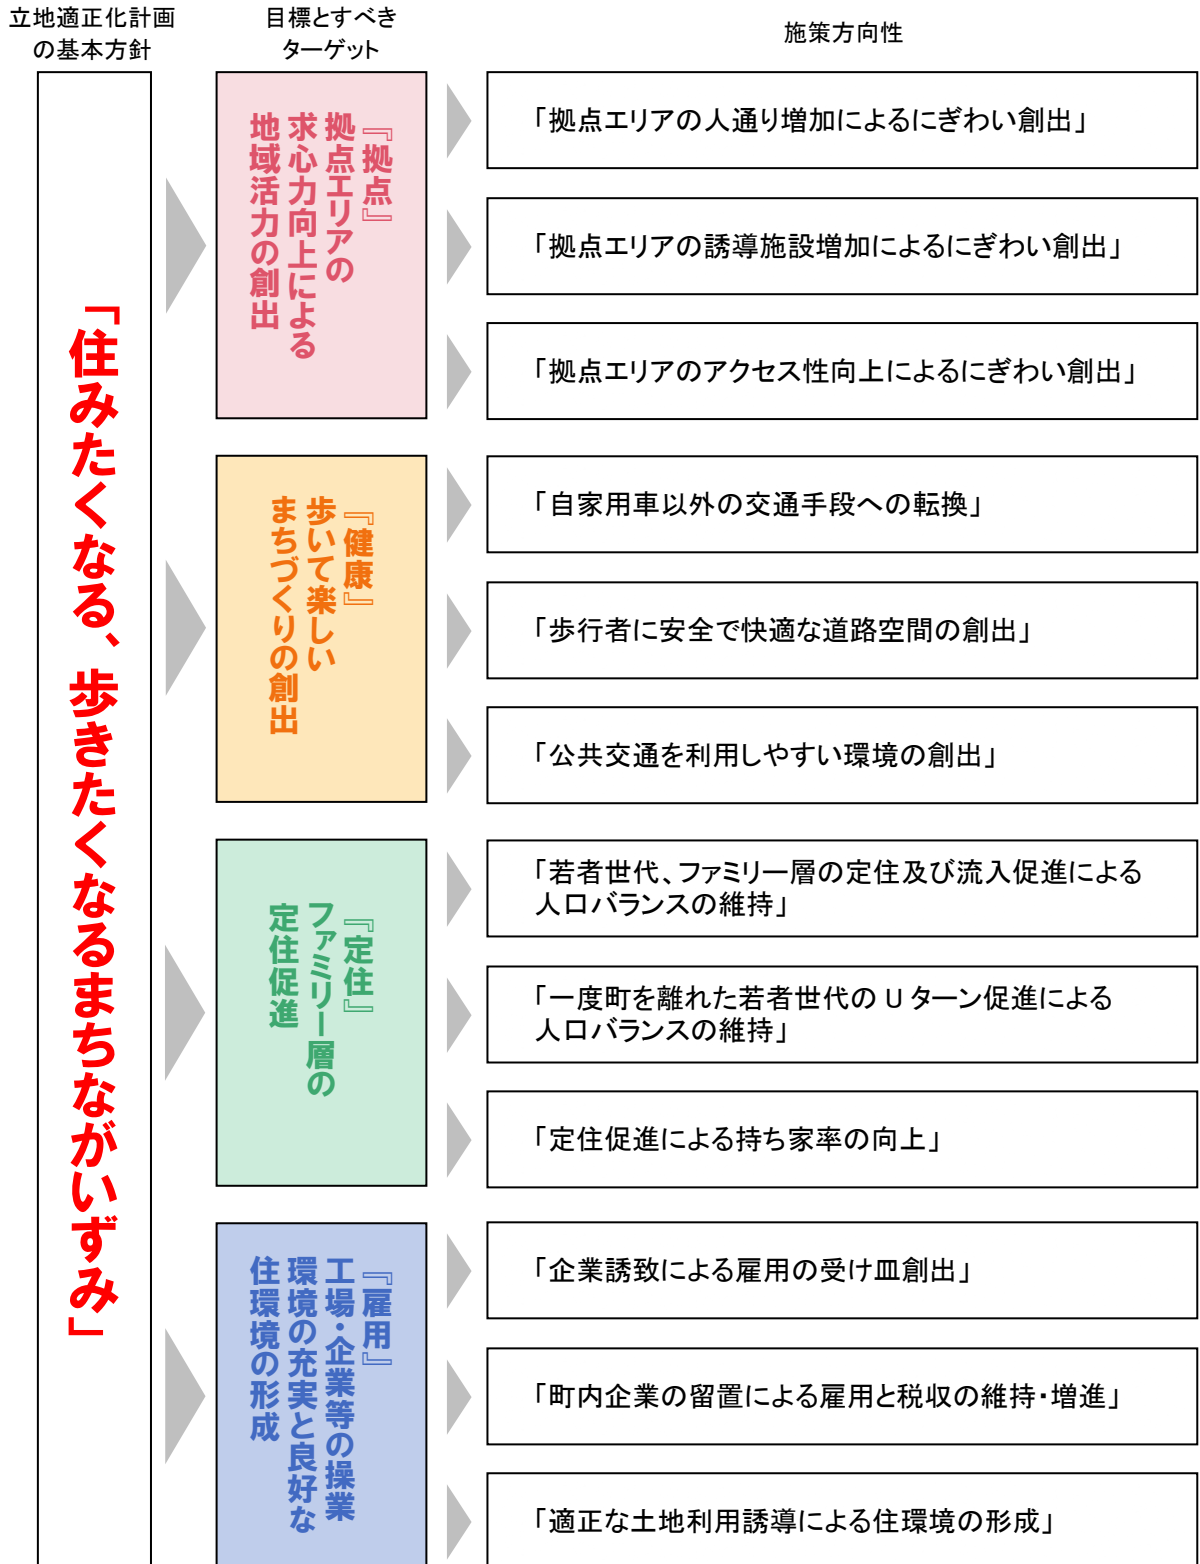 立地適正化計画
の基本方針
目標とすべき
ターゲット
施策方向性
「住みたくなる、歩きたくなるまちながいずみ」
『拠点』
拠点エリアの
求心力向上による
地域活力の創出
「拠点エリアの人通り増加によるにぎわい創出」
「拠点エリアの誘導施設増加によるにぎわい創出」
「拠点エリアのアクセス性向上によるにぎわい創出」
『健康』
歩いて楽しい
まちづくりの創出
「自家用車以外の交通手段への転換」
「歩行者に安全で快適な道路空間の創出」
「公共交通を利用しやすい環境の創出」
『定住』
ファミリー層の
定住促進
「若者世代、ファミリー層の定住及び流入促進による
人口バランスの維持」
「一度町を離れた若者世代のUターン促進による
人口バランスの維持」
「定住促進による持ち家率の向上」
『雇用』
工場・企業等の操業
環境の充実と良好な
住環境の形成
「企業誘致による雇用の受け皿創出」
「町内企業の留置による雇用と税収の維持・増進」
「適正な土地利用誘導による住環境の形成」